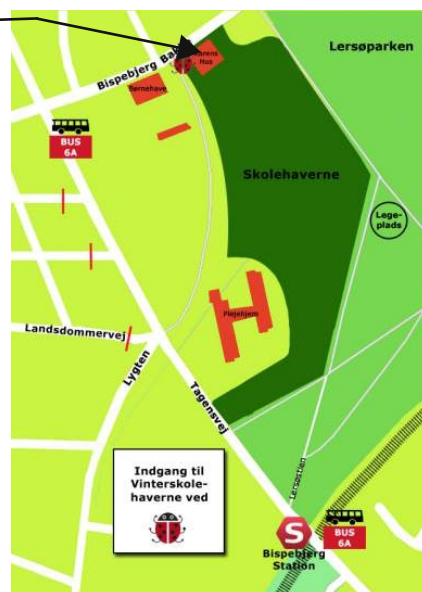 Lersøparken
Bispebjerg
Hus
Børnehave
BUS
6A
Skolehaverne
Lege-
plads
Plejehjem
Landsdommervej
Lygten
Tagensvej
Indgang til
Vinterskole-
haverne ved
Lersøstien
S
BUS
6A
Bispebjerg
Station